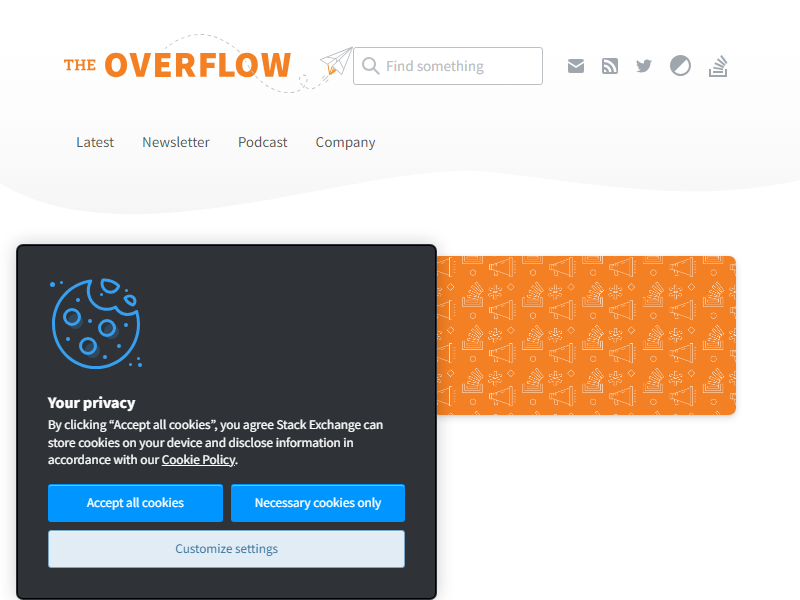 THE OVERFLOW
Find something
Latest Newsletter Podcast Company
Your privacy
By clicking “Accept all cookies”, you agree Stack Exchange can
store cookies on your device and disclose information in
accordance with our Cookie Policy.
Accept all cookies Necessary cookies only
Customize settings